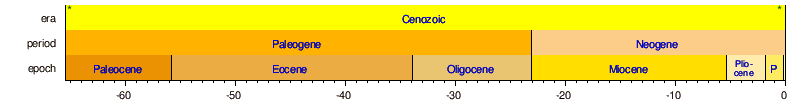 era
*
Cenozoic
*
period
Paleogene
Neogene
epoch
Paleocene
Eocene
Oligocene
Miocene
Plio-
cene
P
-60
-50
-40
-30
-20
-10
0